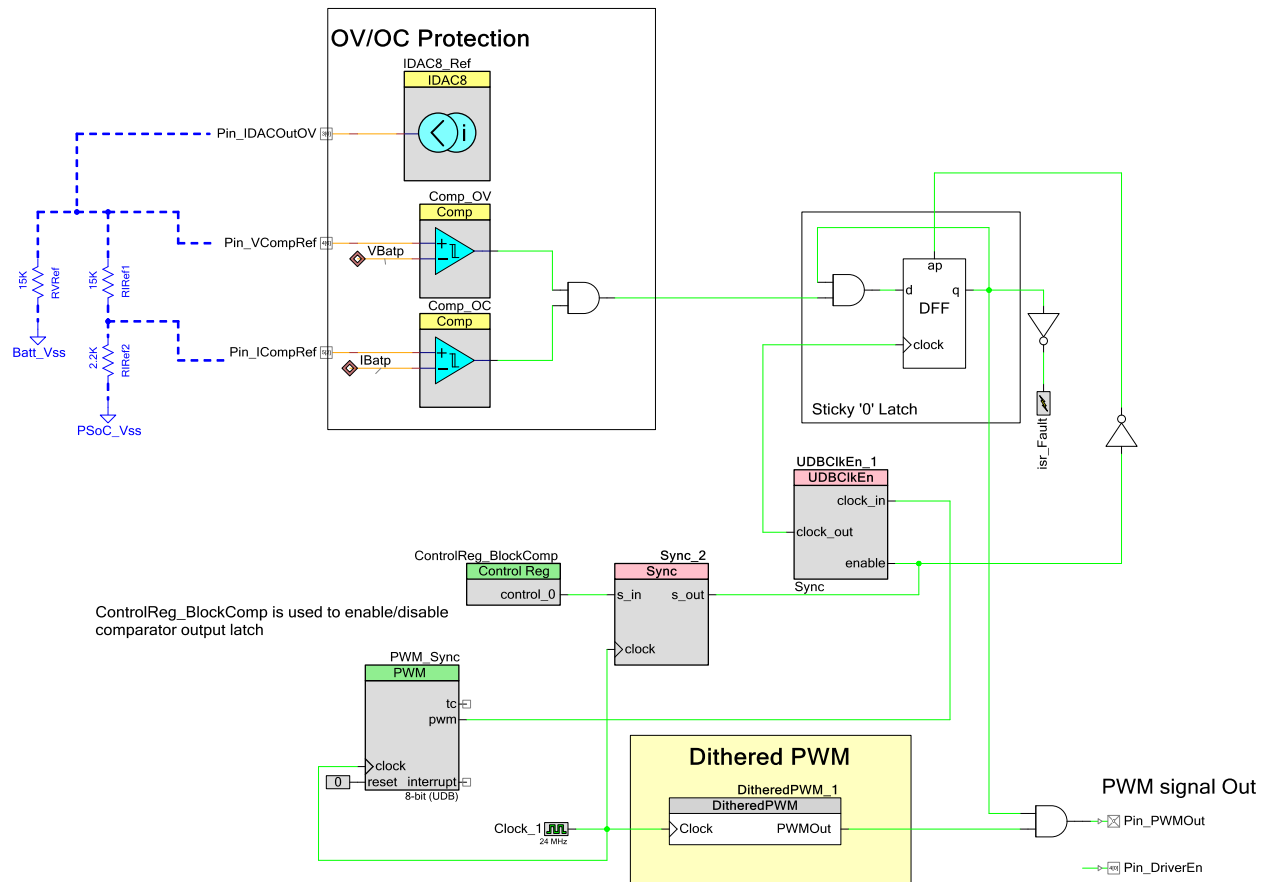 OV/OC Protection
IDAC8_Ref
IDAC8
i
Pin_IDACOutOV
Comp_OV
Comp
Pin_VCompRef
VBatp
15K
RVRef
15K
RIRef1
Comp_OC
Comp
Batt_Vss
2.2K
RIRef2
Pin_ICompRef
IBatp
PSoC_Vss
ap
d
q
DFF
clock
Sticky '0' Latch
isr_Fault
UDBClkEn_1
UDBClkEn
clock_in
clock_out
enable
Sync
ControlReg_BlockComp
Control Reg
control_0
Sync_2
Sync
s_in
s_out
clock
ControlReg_BlockComp is used to enable/disable
comparator output latch
PWM_Sync
PWM
tc
pwm
clock
0
reset
interrupt
8-bit (UDB)
Dithered PWM
DitheredPWM_1
DitheredPWM
Clock_1
24 MHz
Clock
PWMOut
PWM signal Out
Pin_PWMOut
Pin_DriverEn